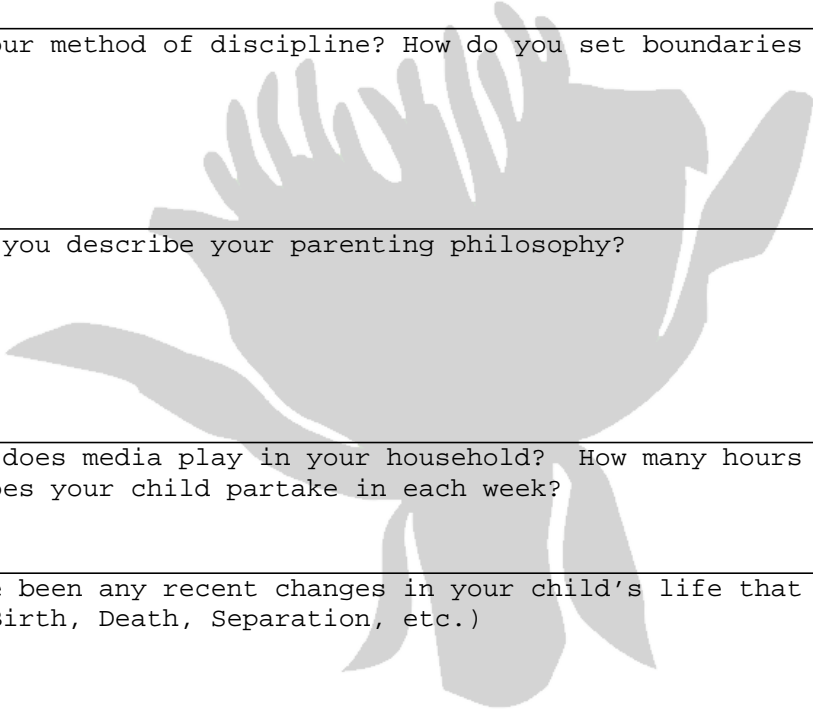 ur method of discipline? How do you set boundaries
you describe your parenting philosophy?
does media play in your household?  How many hours
es your child partake in each week?
been any recent changes in your child's life that
irth, Death, Separation, etc.)